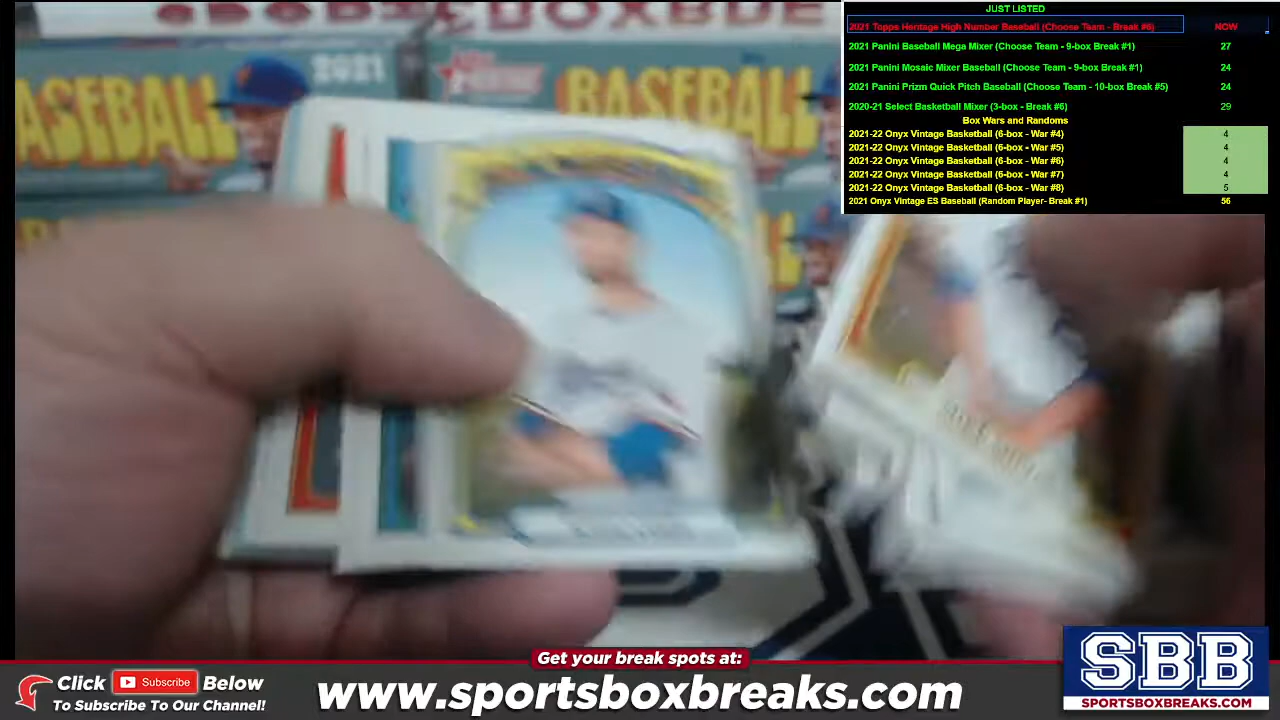 SPORTSBOXBREAKS
JUST LISTED
2021 Topps Heritage High Number Baseball (Choose Team - Break #6) NOW
2021 Panini Baseball Mega Mixer (Choose Team - 9-box Break #1) 27
2021 Panini Mosaic Mixer Baseball (Choose Team - 9-box Break #1) 24
2021 Panini Prizm Quick Pitch Baseball (Choose Team - 10-box Break #5) 24
2020-21 Select Basketball Mixer (3-box - Break #6) 29
Box Wars and Randoms
2021-22 Onyx Vintage Basketball (6-box - War #4) 4
2021-22 Onyx Vintage Basketball (6-box - War #5) 4
2021-22 Onyx Vintage Basketball (6-box - War #6) 4
2021-22 Onyx Vintage Basketball (6-box - War #7) 4
2021-22 Onyx Vintage Basketball (6-box - War #8) 5
2021 Onyx Vintage ES Baseball (Random Player- Break #1) 56
BASEBALL
2021
BASEBALL
Get your break spots at:
Click Subscribe Below
To Subscribe To Our Channel!
www.sportsboxbreaks.com
SBB
SPORTSBOXBREAKS.COM